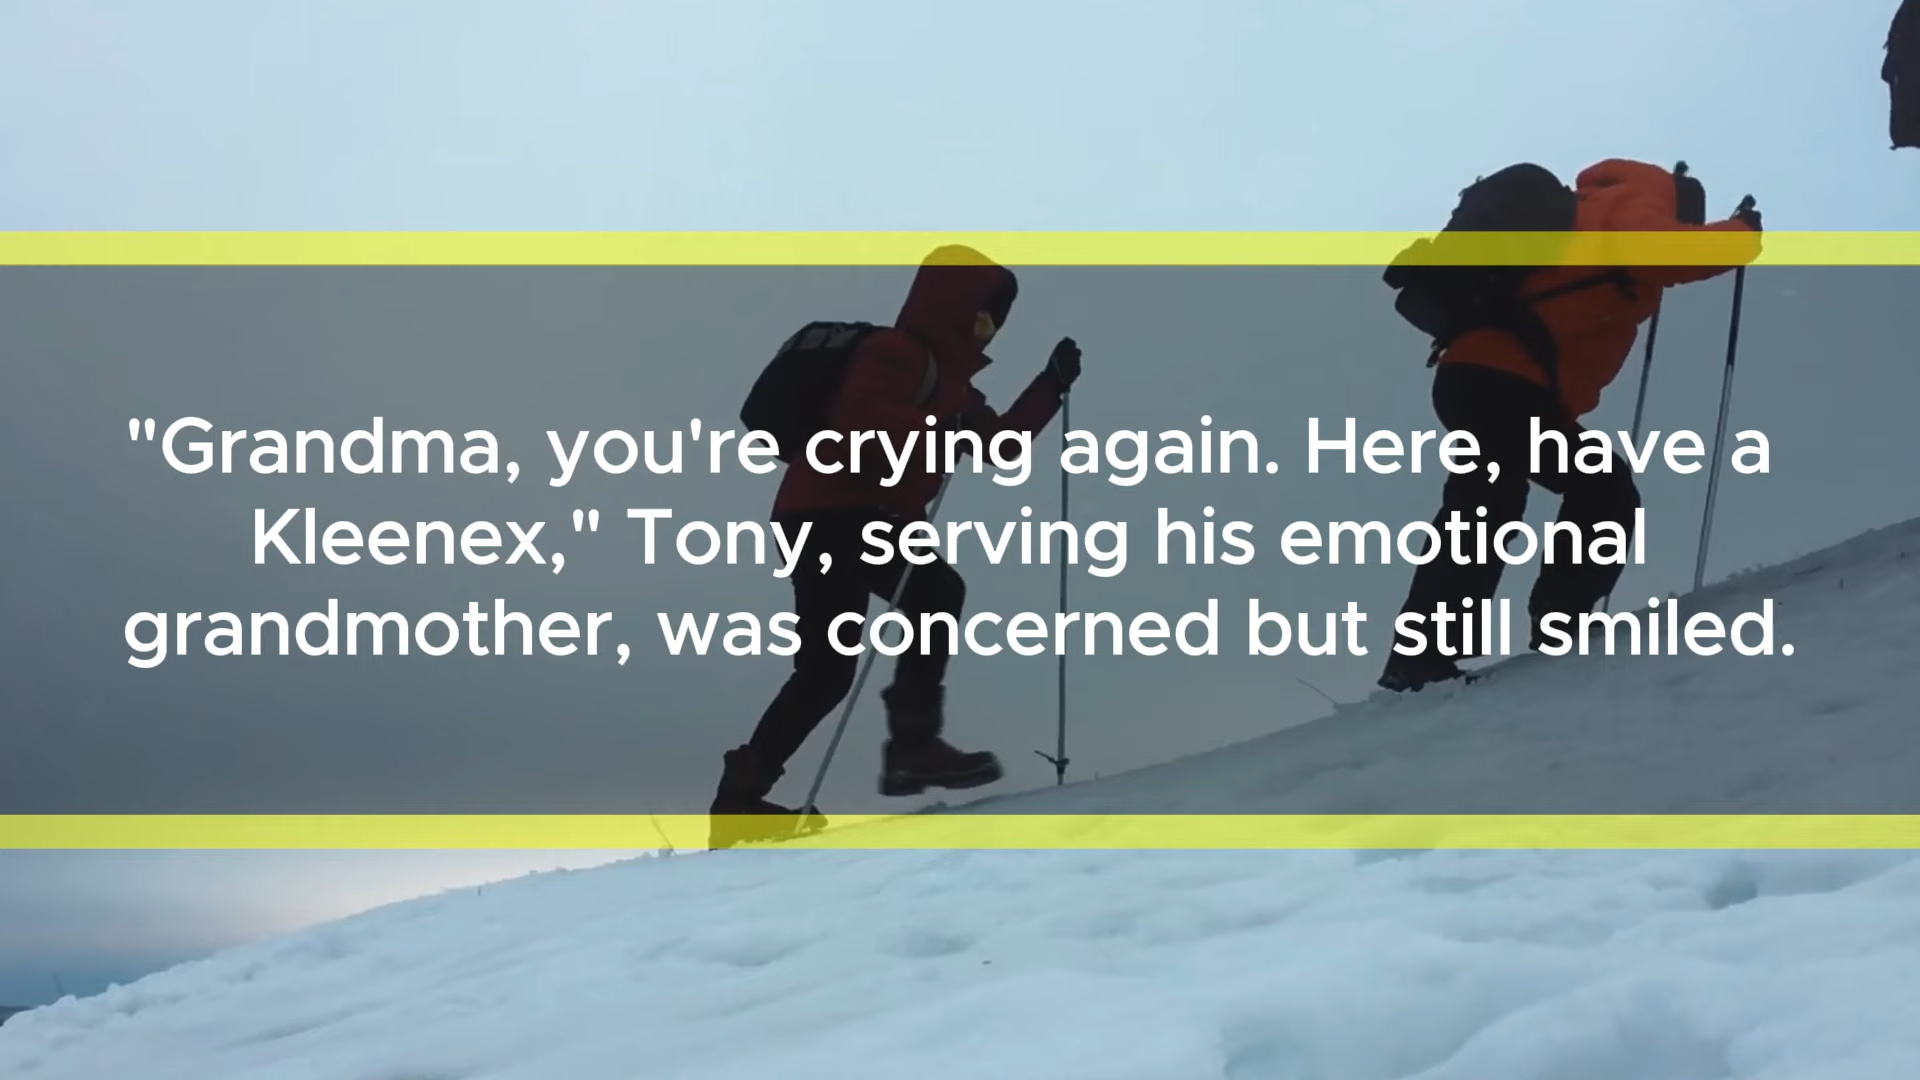 "Grandma, you're crying again. Here, have a
Kleenex," Tony, serving his emotional
grandmother, was concerned but still smiled.